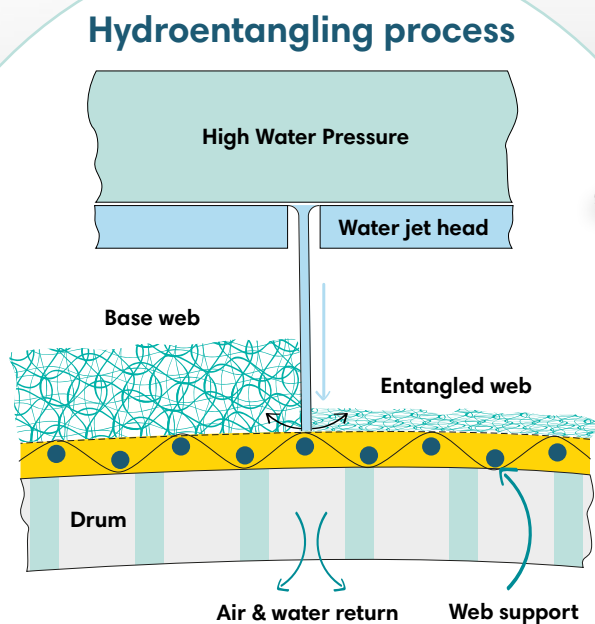 Hydroentangling process
High Water Pressure
Water jet head
Base web
Entangled web
Drum
Air & water return
Web support